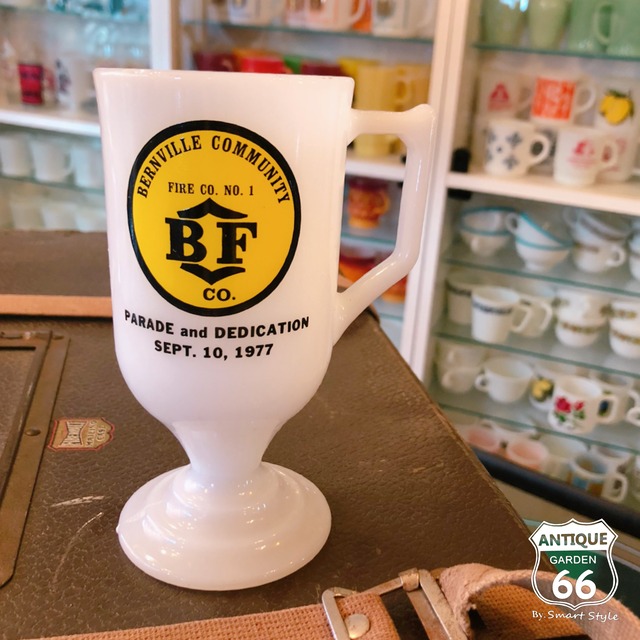 BERNVILLE COMMUNITY
FIRE CO. NO. 1
BF
CO.
PARADE and DEDICATION
SEPT. 10, 1977
ANTIQUE
GARDEN
66
By. Smart Style